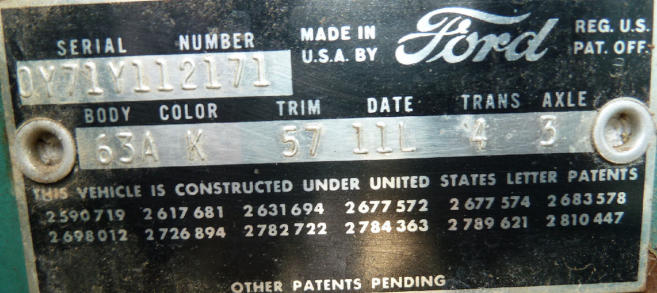 SERIAL NUMBER MADE IN U.S.A. BY Ford REG. U.S. PAT. OFF.
0Y71Y112171
BODY COLOR TRIM DATE TRANS AXLE
63A K 57 11L 4 3
THIS VEHICLE IS CONSTRUCTED UNDER UNITED STATES LETTER PATENTS
2590719 2617681 2631694 2677572 2677574 2683578
2698012 2726894 2782722 2784363 2789621 2810447
OTHER PATENTS PENDING